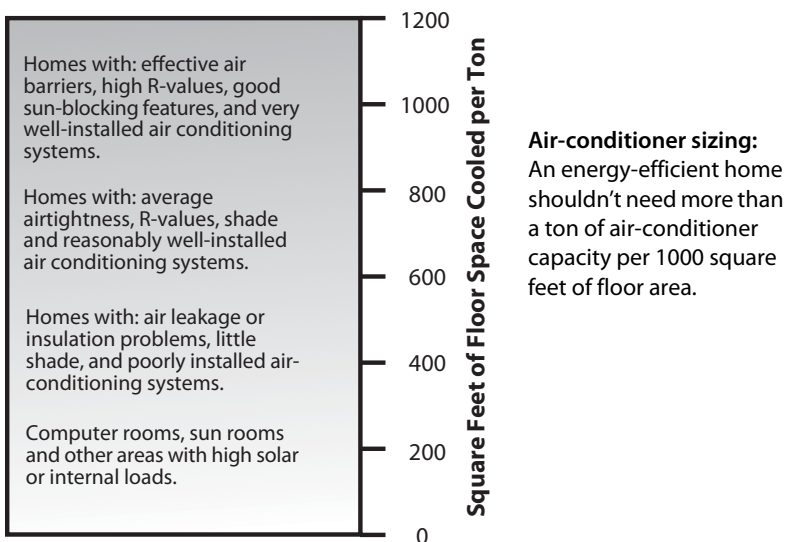 Homes with: effective air
barriers, high R-values, good
sun-blocking features, and very
well-installed air conditioning
systems.
Homes with: average
airtightness, R-values, shade
and reasonably well-installed
air conditioning systems.
Homes with: air leakage or
insulation problems, little
shade, and poorly installed air-
conditioning systems.
Computer rooms, sun rooms
and other areas with high solar
or internal loads.
1200
1000
800
600
400
200
0
Square Feet of Floor Space Cooled per Ton
Air-conditioner sizing:
An energy-efficient home
shouldn’t need more than
a ton of air-conditioner
capacity per 1000 square
feet of floor area.